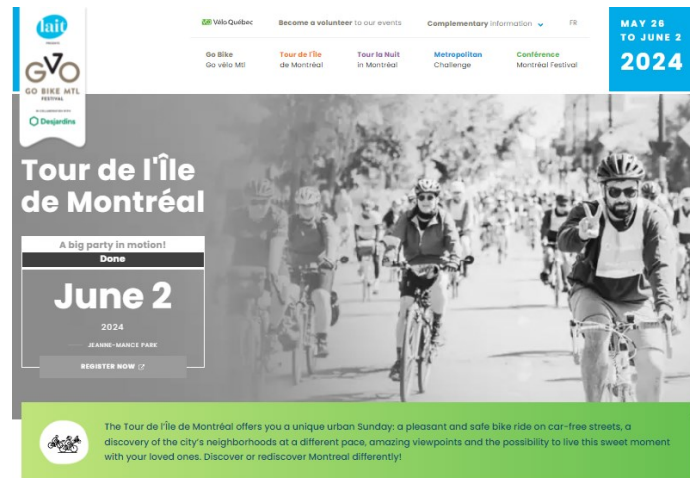 lait
GVO
GO BIKE MTL
FESTIVAL
Desjardins
Vélo Québec
Become a volunteer to our events
Complementary information
FR
Go Bike
Go vélo Mtl
Tour de l'Île
de Montréal
Tour la Nuit
in Montréal
Metropolitan
Challenge
Conférence
Montréal Festival
MAY 26
TO JUNE 2
2024
Tour de l'Île
de Montréal
A big party in motion!
Done
June 2
2024
JEANNE-MANCE PARK
REGISTER NOW
The Tour de l'Île de Montréal offers you a unique urban Sunday: a pleasant and safe bike ride on car-free streets, a
discovery of the city's neighborhoods at a different pace, amazing viewpoints and the possibility to live this sweet moment
with your loved ones. Discover or rediscover Montreal differently!